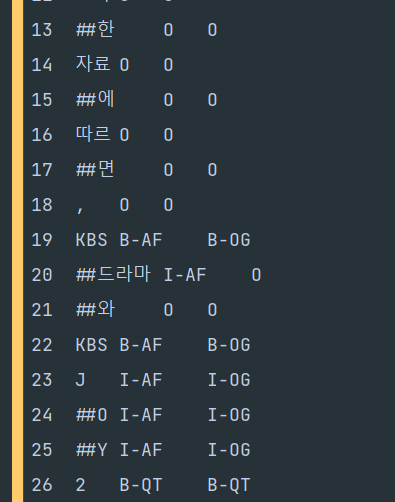 13 ##한 O O
14 자료 O O
15 ##에 O O
16 따르 O O
17 ##면 O O
18 , O O
19 KBS B-AF B-OG
20 ##드라마 I-AF O
21 ##와 O O
22 KBS B-AF B-OG
23 J I-AF I-OG
24 ##O I-AF I-OG
25 ##Y I-AF I-OG
26 2 B-QT B-QT